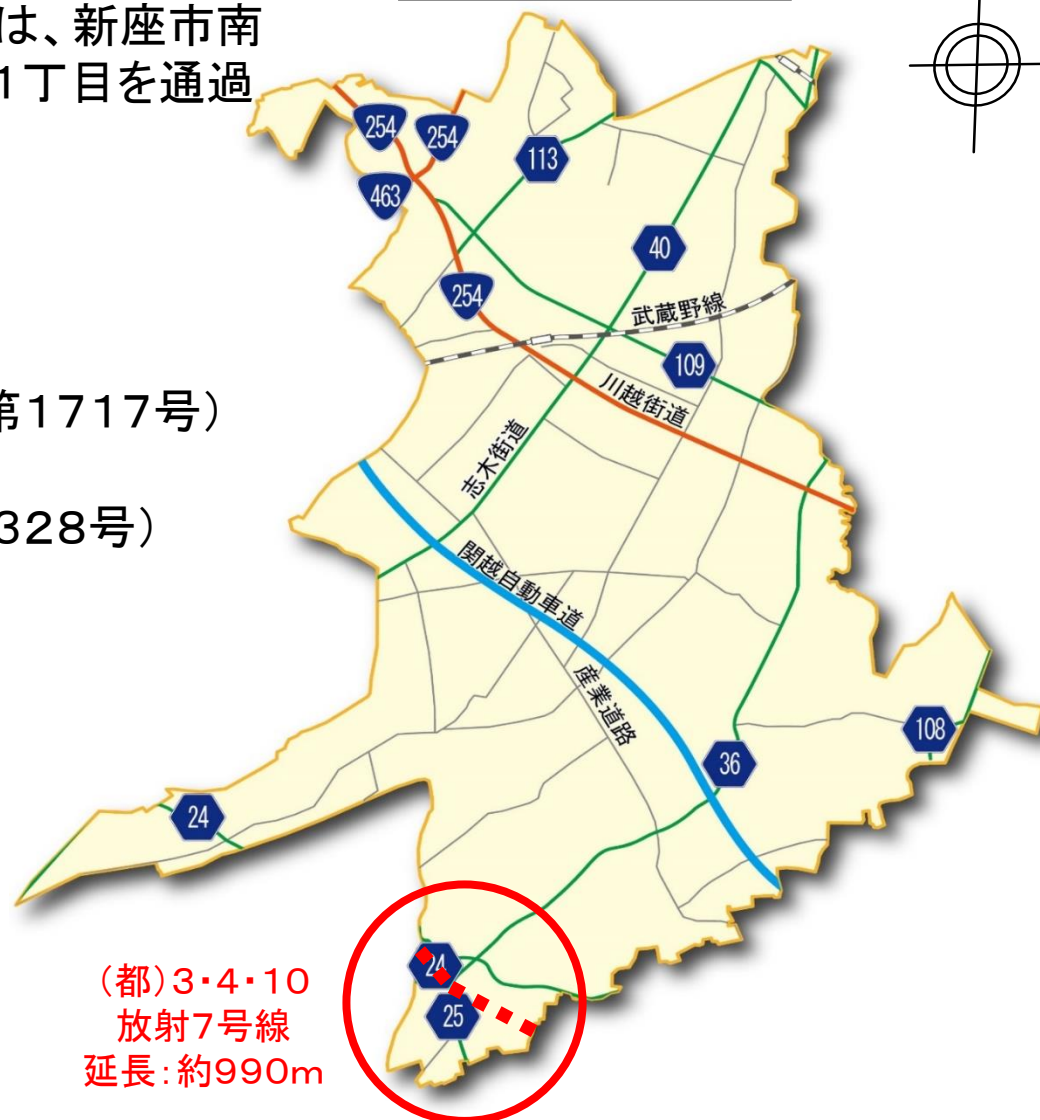 は、新座市南
1丁目を通過
254
254
113
463
40
254
武蔵野線
109
第1717号)
川越街道
志木街道
328号)
関越自動車道
産業道路
108
36
24
24
(都)3・4・10
放射7号線
延長:約990m
25